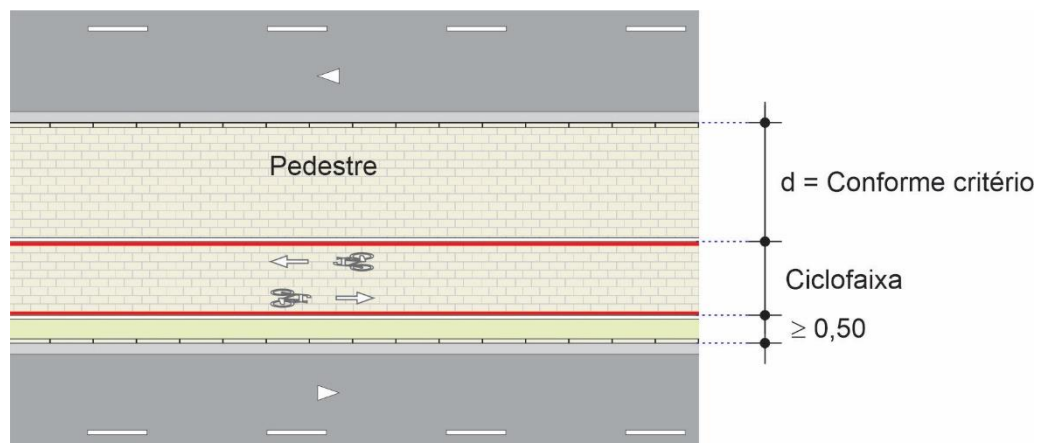 Pedestre
d = Conforme critério
Ciclofaixa
≥ 0,50